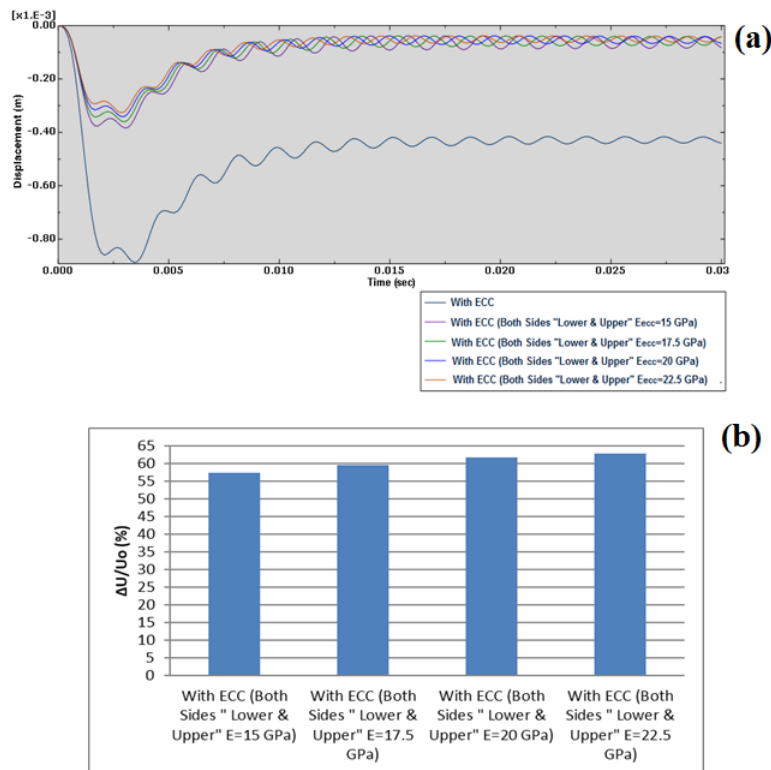 [×1.E-3]
(a)
0.00
-0.20
-0.40
-0.60
-0.80
Displacement (m)
0.000
0.005
0.010
0.015
0.020
0.025
0.03
Time (sec)
With ECC
With ECC (Both Sides "Lower & Upper" Eecc=15 GPa)
With ECC (Both Sides "Lower & Upper" Eecc=17.5 GPa)
With ECC (Both Sides "Lower & Upper" Eecc=20 GPa)
With ECC (Both Sides "Lower & Upper" Eecc=22.5 GPa)
(b)
65
60
55
50
45
40
35
30
25
20
15
10
5
0
ΔU/Uo (%)
With ECC (Both
Sides " Lower &
Upper" E=15 GPa)
With ECC (Both
Sides " Lower &
Upper" E=17.5
GPa)
With ECC (Both
Sides " Lower &
Upper" E=20 GPa)
With ECC (Both
Sides " Lower &
Upper" E=22.5
GPa)